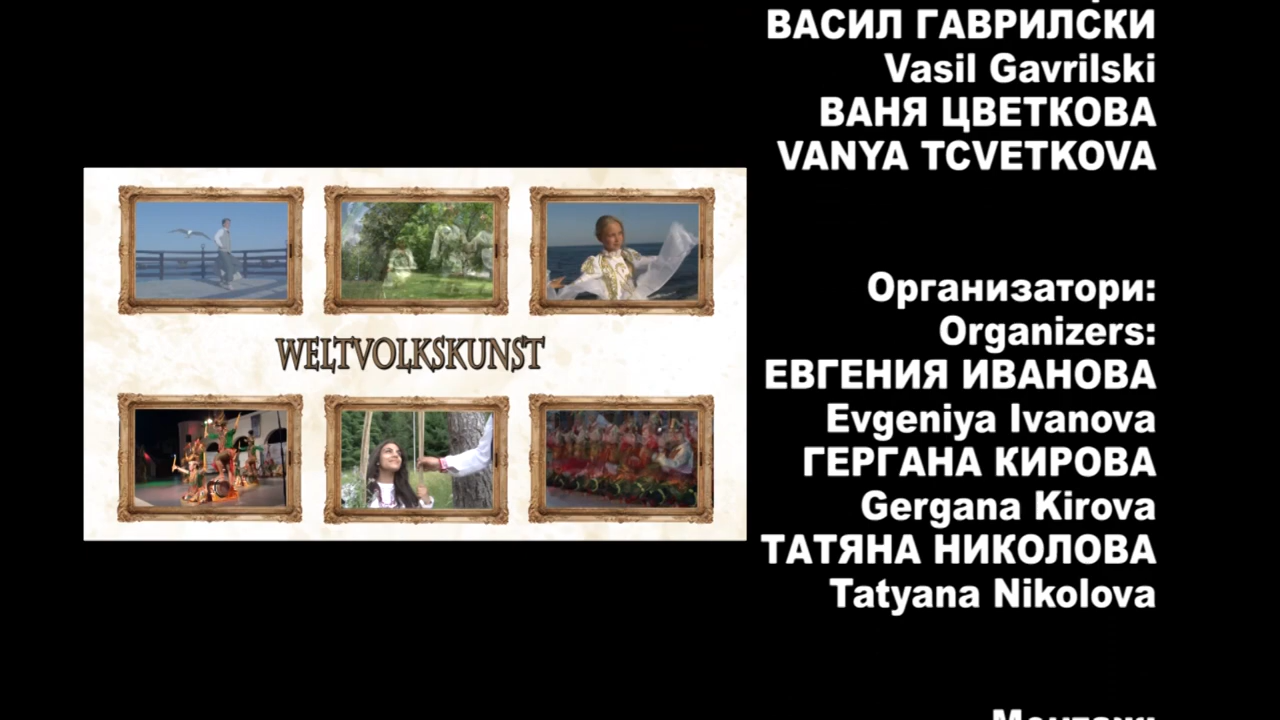 ВАСИЛ ГАВРИЛСКИ
Vasil Gavrilski
ВАНЯ ЦВЕТКОВА
VANYA TCVETKOVA
WELTVOLKSKUNST
Организатори:
Organizers:
ЕВГЕНИЯ ИВАНОВА
Evgeniya Ivanova
ГЕРГАНА КИРОВА
Gergana Kirova
ТАТЯНА НИКОЛОВА
Tatyana Nikolova